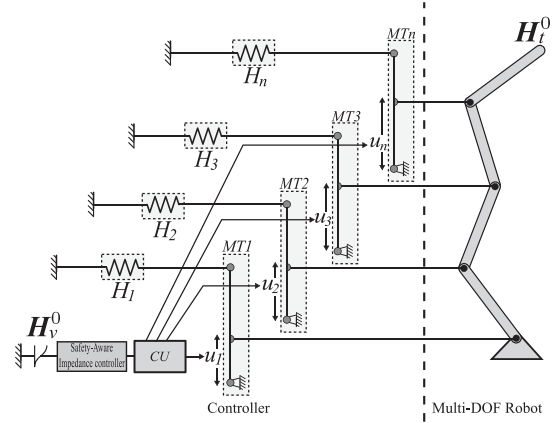 MTn
H_t^0
H_n
MT3
u_n
H_3
MT2
u_3
H_2
MT1
u_2
H_1
H_v^0
Safety-Aware
Impedance controller
CU
u_1
Controller
Multi-DOF Robot